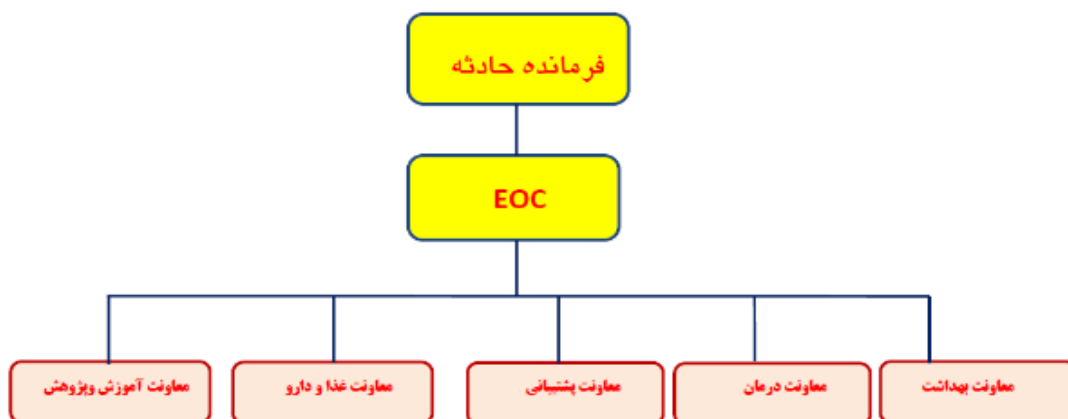 فرمانده حادثه
EOC
معاونت بهداشت
معاونت درمان
معاونت پشتیبانی
معاونت غذا و دارو
معاونت آموزش وپژوهش